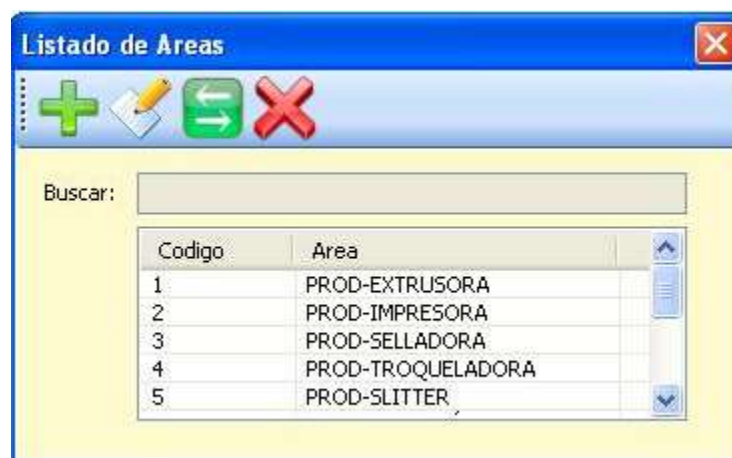 Listado de Areas
Buscar:
Codigo Area
1 PROD-EXTRUSORA
2 PROD-IMPRESORA
3 PROD-SELLADORA
4 PROD-TROQUELADORA
5 PROD-SLITTER